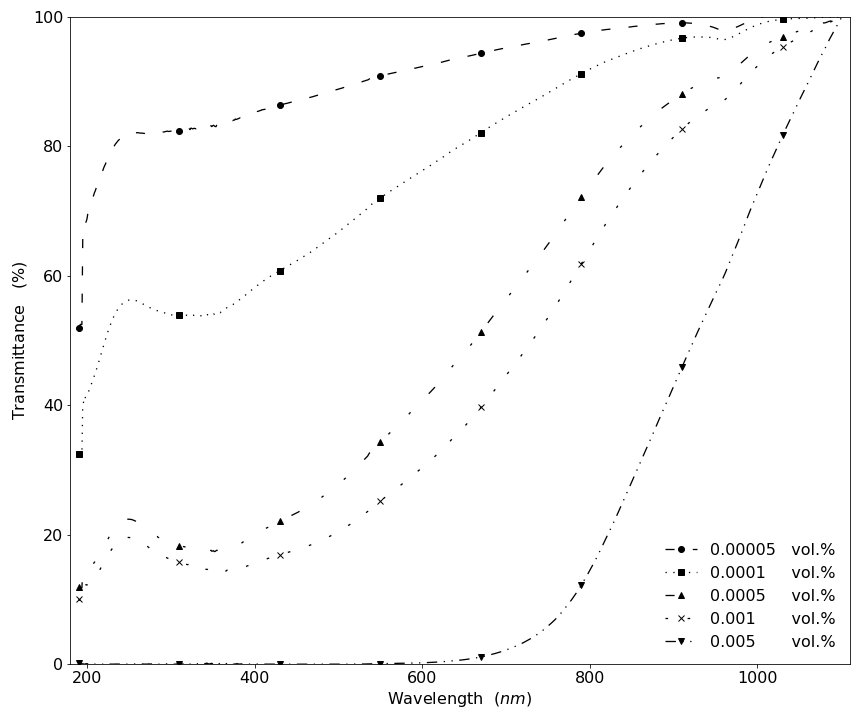 100
80
60
40
20
0
Transmittance (%)
200 400 600 800 1000
Wavelength (nm)
0.00005 vol.%
0.0001 vol.%
0.0005 vol.%
0.001 vol.%
0.005 vol.%